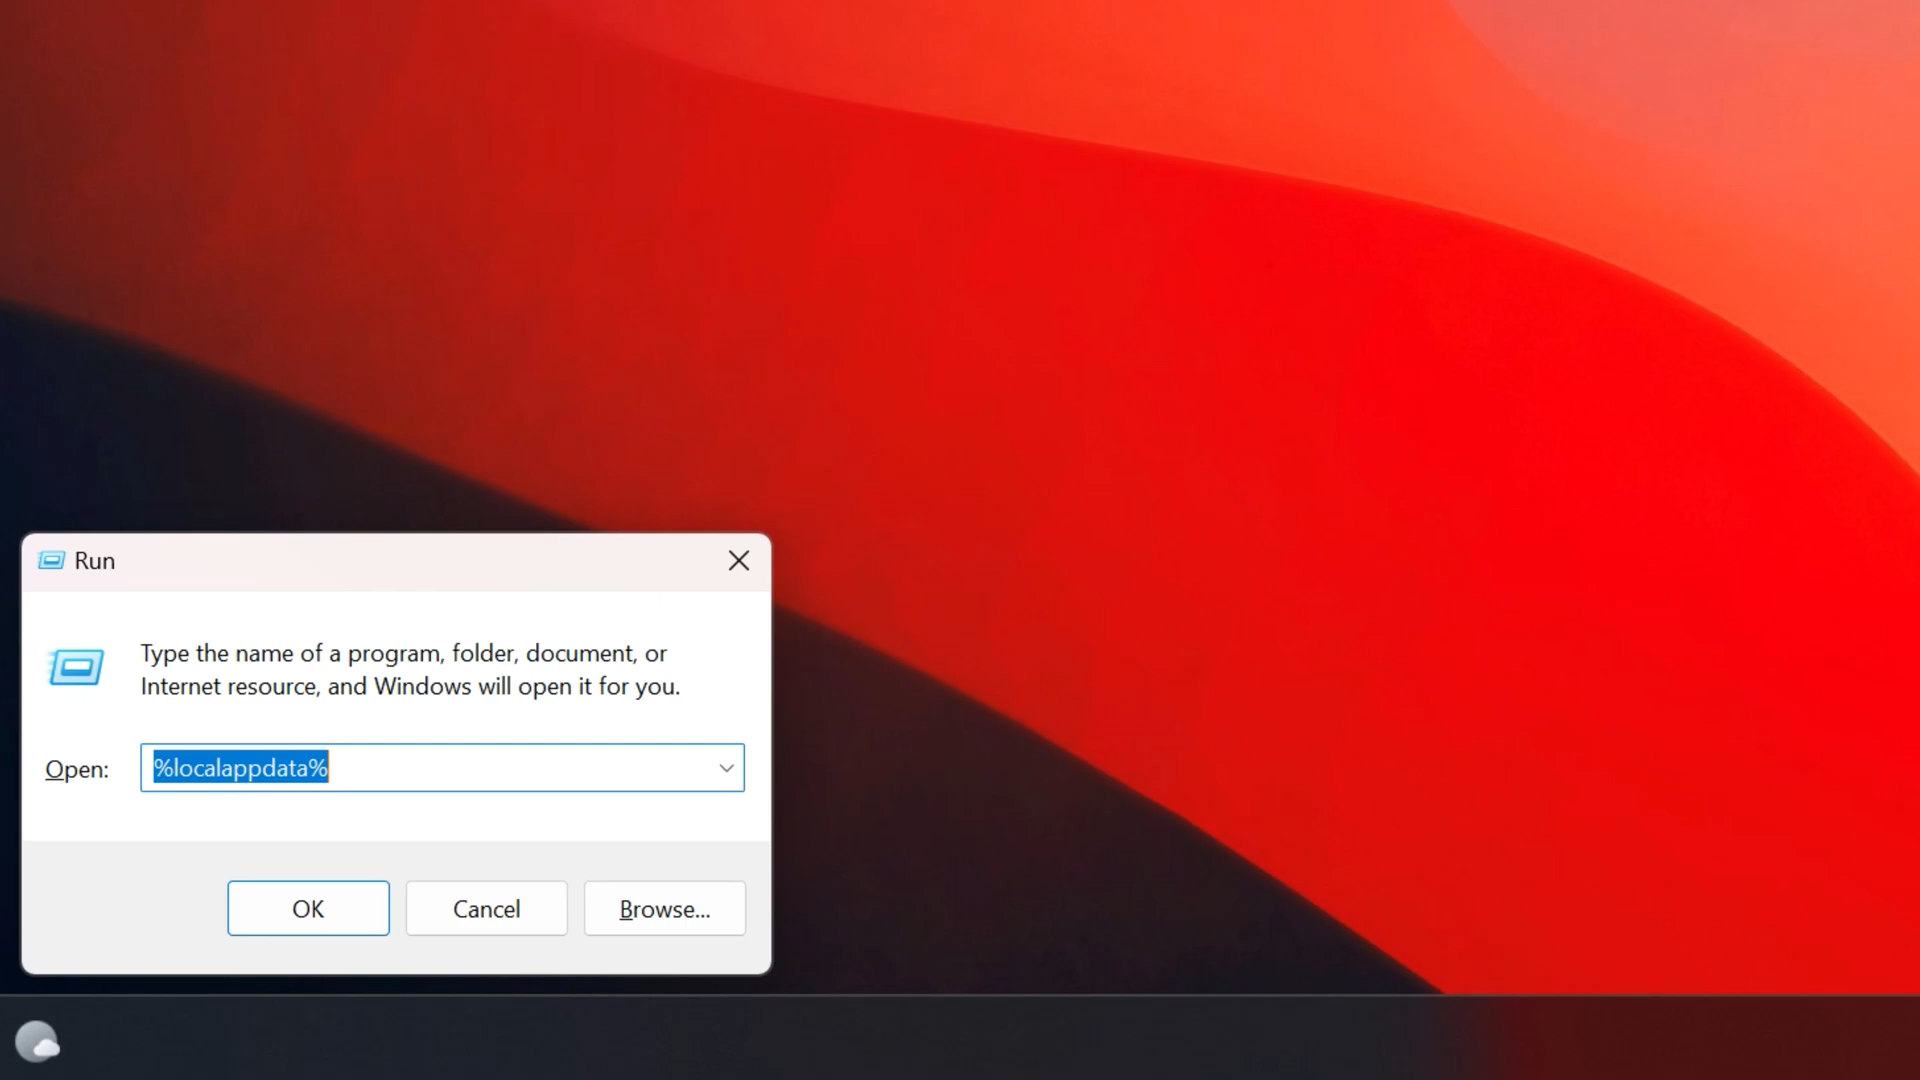 Run
Type the name of a program, folder, document, or
Internet resource, and Windows will open it for you.
Open: %localappdata%
OK Cancel Browse...